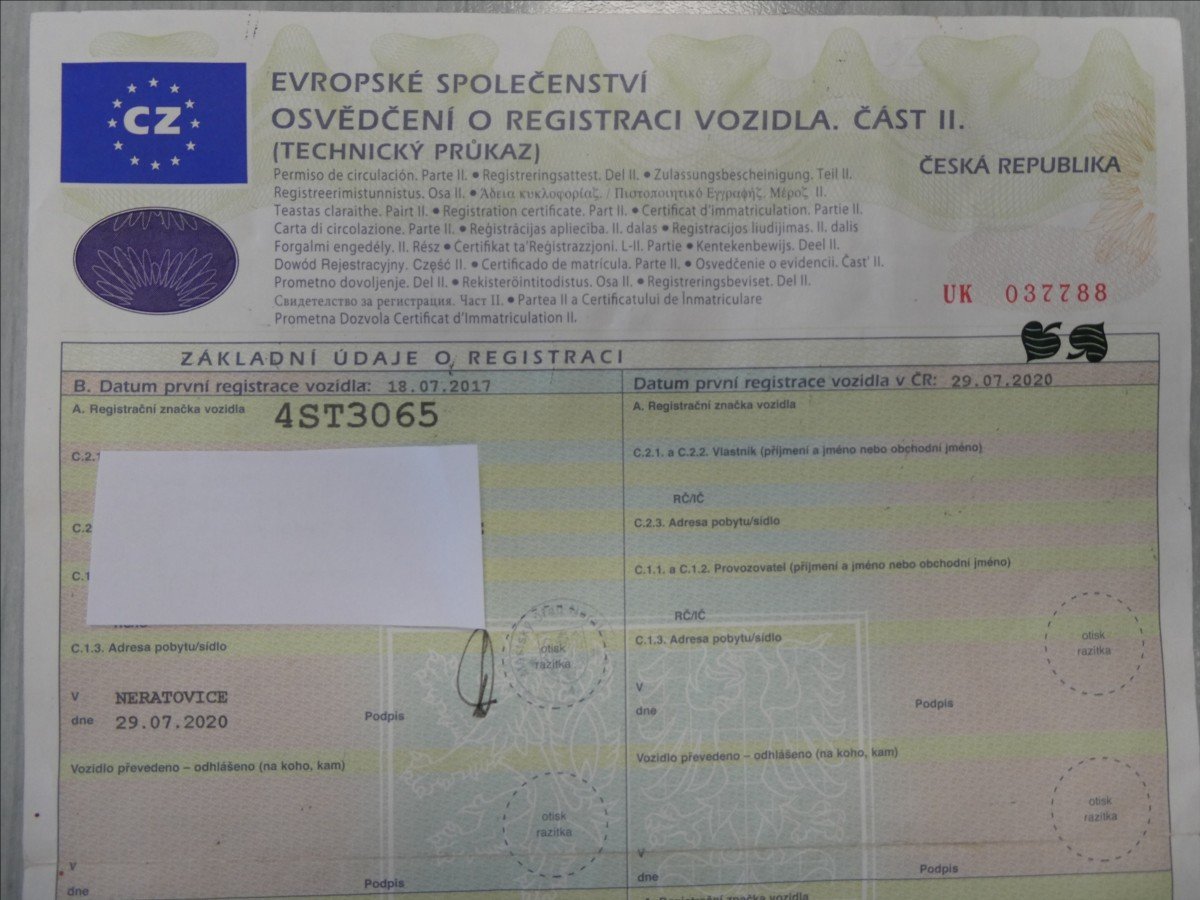 CZ
EVROPSKÉ SPOLEČENSTVÍ
OSVĚDČENÍ O REGISTRACI VOZIDLA. ČÁST II.
(TECHNICKÝ PRŮKAZ)
ČESKÁ REPUBLIKA
Permiso de circulación. Parte II. • Registreringsattest. Del II. • Zulassungsbescheinigung. Teil II.
Registreerimistunnistus. Osa II. • Άδεια κυκλοφορίας. / Πιστοποιητικό Εγγραφής. Μέρος II.
Teastas claraithe. Pairt II. • Registration certificate. Part II. • Certificat d'immatriculation. Partie II.
Carta di circolazione. Parte II. • Reģistrācijas apliecība. II. dalas • Registracijos liudijimas. II. dalis
Forgalmi engedély. II. Rész • Ċertifikat ta'Reġistrazzjoni. L-II. Partie • Kentekenbewijs. Deel II.
Dowód Rejestracyjny. Część II. • Certificado de matrícula. Parte II. • Osvedčenie o evidencii. Časť II.
Prometno dovoljenje. Del II. • Rekisteröintitodistus. Osa II. • Registreringsbeviset. Del II.
Свидетелство за регистрация. Част II. • Partea II a Certificatului de Înmatriculare
Prometna Dozvola Certificat d'Immatriculation II.
UK 037788
ZÁKLADNÍ ÚDAJE O REGISTRACI
B. Datum první registrace vozidla: 18.07.2017
Datum první registrace vozidla v ČR: 29.07.2020
A. Registrační značka vozidla 4ST3065
C.2.1
C.2
C.1
C.1.3. Adresa pobytu/sídlo
otisk
razítka
V NERATOVICE
dne 29.07.2020 Podpis
Vozidlo převedeno – odhlášeno (na koho, kam)
otisk
razítka
V
dne Podpis
A. Registrační značka vozidla
C.2.1. a C.2.2. Vlastník (příjmení a jméno nebo obchodní jméno)
RČ/IČ
C.2.3. Adresa pobytu/sídlo
C.1.1. a C.1.2. Provozovatel (příjmení a jméno nebo obchodní jméno)
RČ/IČ
C.1.3. Adresa pobytu/sídlo
otisk
razítka
V
dne Podpis
Vozidlo převedeno – odhlášeno (na koho, kam)
otisk
razítka
V
dne Podpis